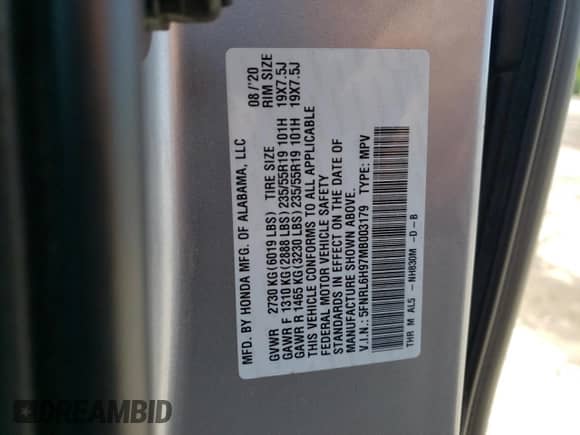 MFD. BY HONDA MFG. OF ALABAMA, LLC 08/'20
GVWR 2730 KG(6019 LBS) TIRE SIZE RIM SIZE
GAWR F 1310 KG(2888 LBS) 235/55R19 101H 19X7.5J
GAWR R 1465 KG(3230 LBS) 235/55R19 101H 19X7.5J
THIS VEHICLE CONFORMS TO ALL APPLICABLE
FEDERAL MOTOR VEHICLE SAFETY
STANDARDS IN EFFECT ON THE DATE OF
MANUFACTURE SHOWN ABOVE.
V.I.N.: 5FNRL6H97MB003179 TYPE: MPV
THR M AL5 - NH830M -D-B
DREAMBID